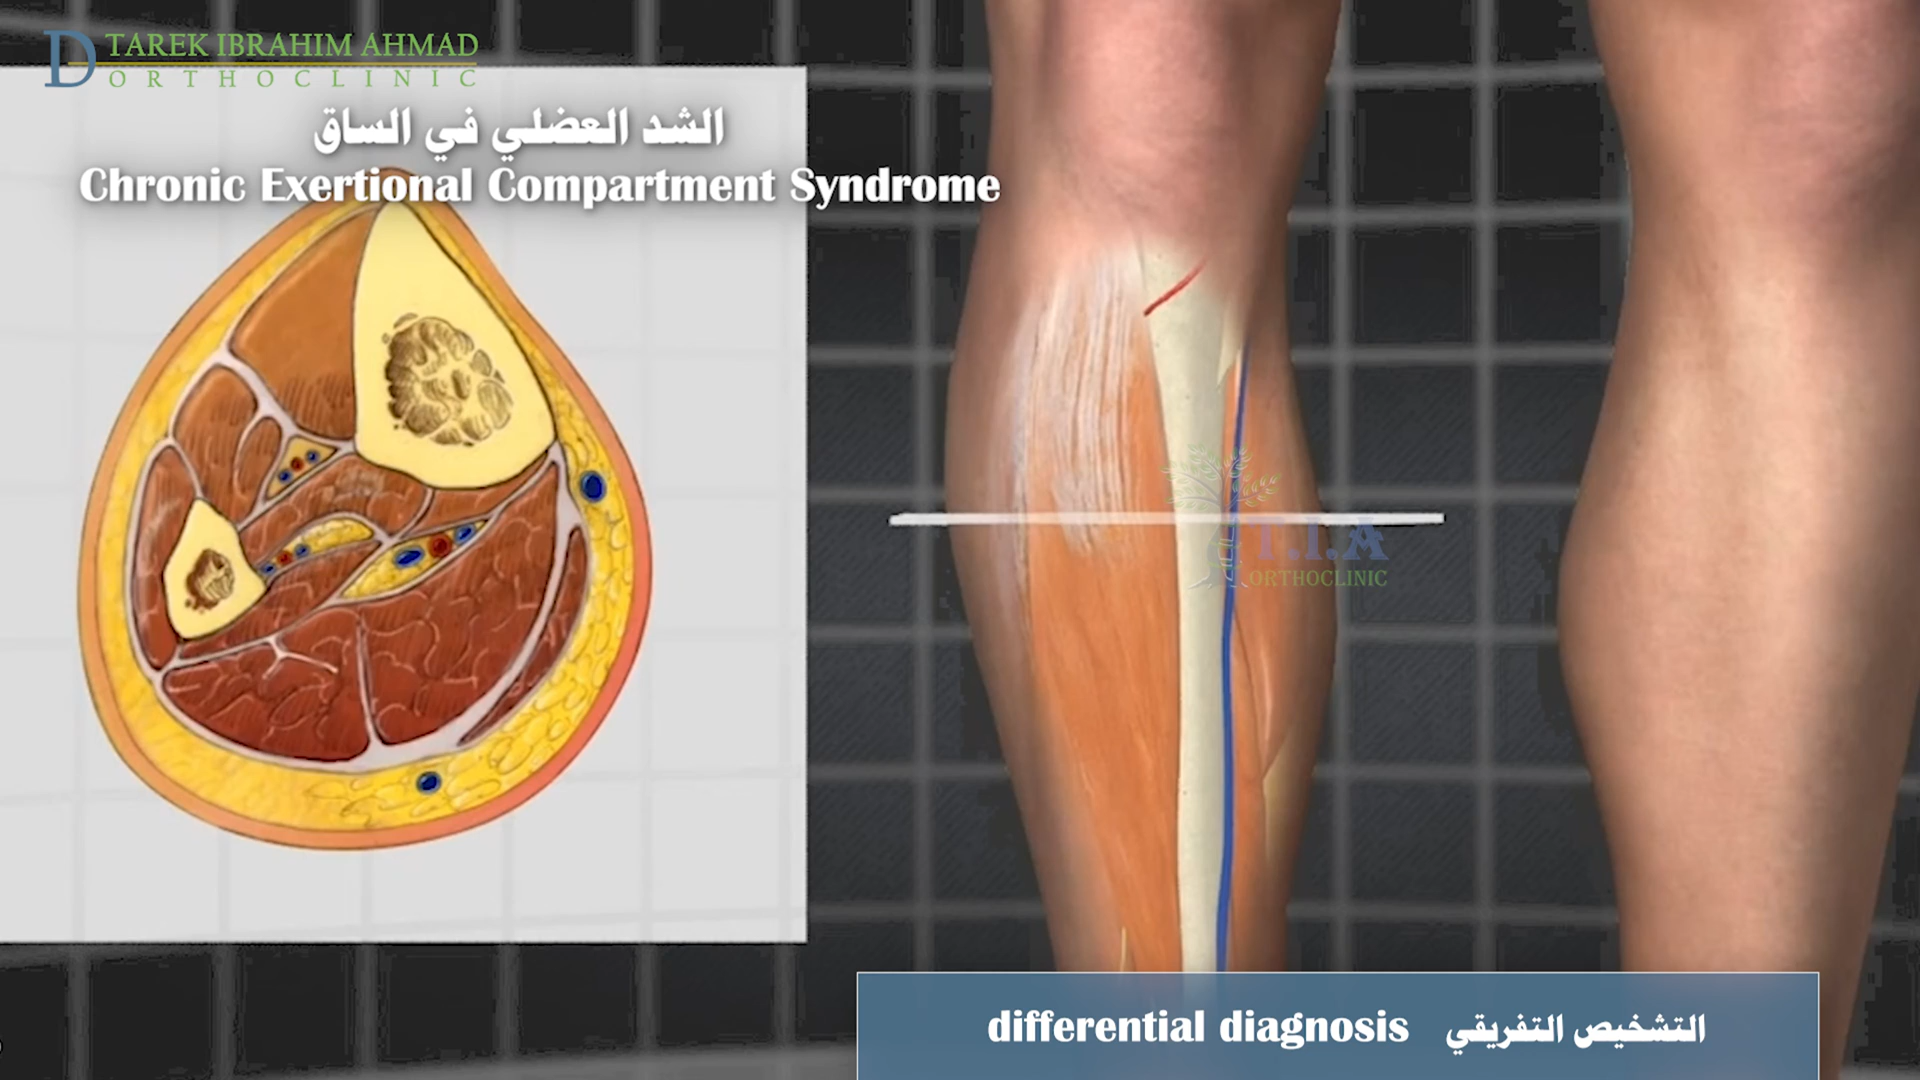 D TAREK IBRAHIM AHMAD
ORTHOCLINIC
الشد العضلي في الساق
Chronic Exertional Compartment Syndrome
T.I.A
ORTHOCLINIC
differential diagnosis التشخيص التفريقي